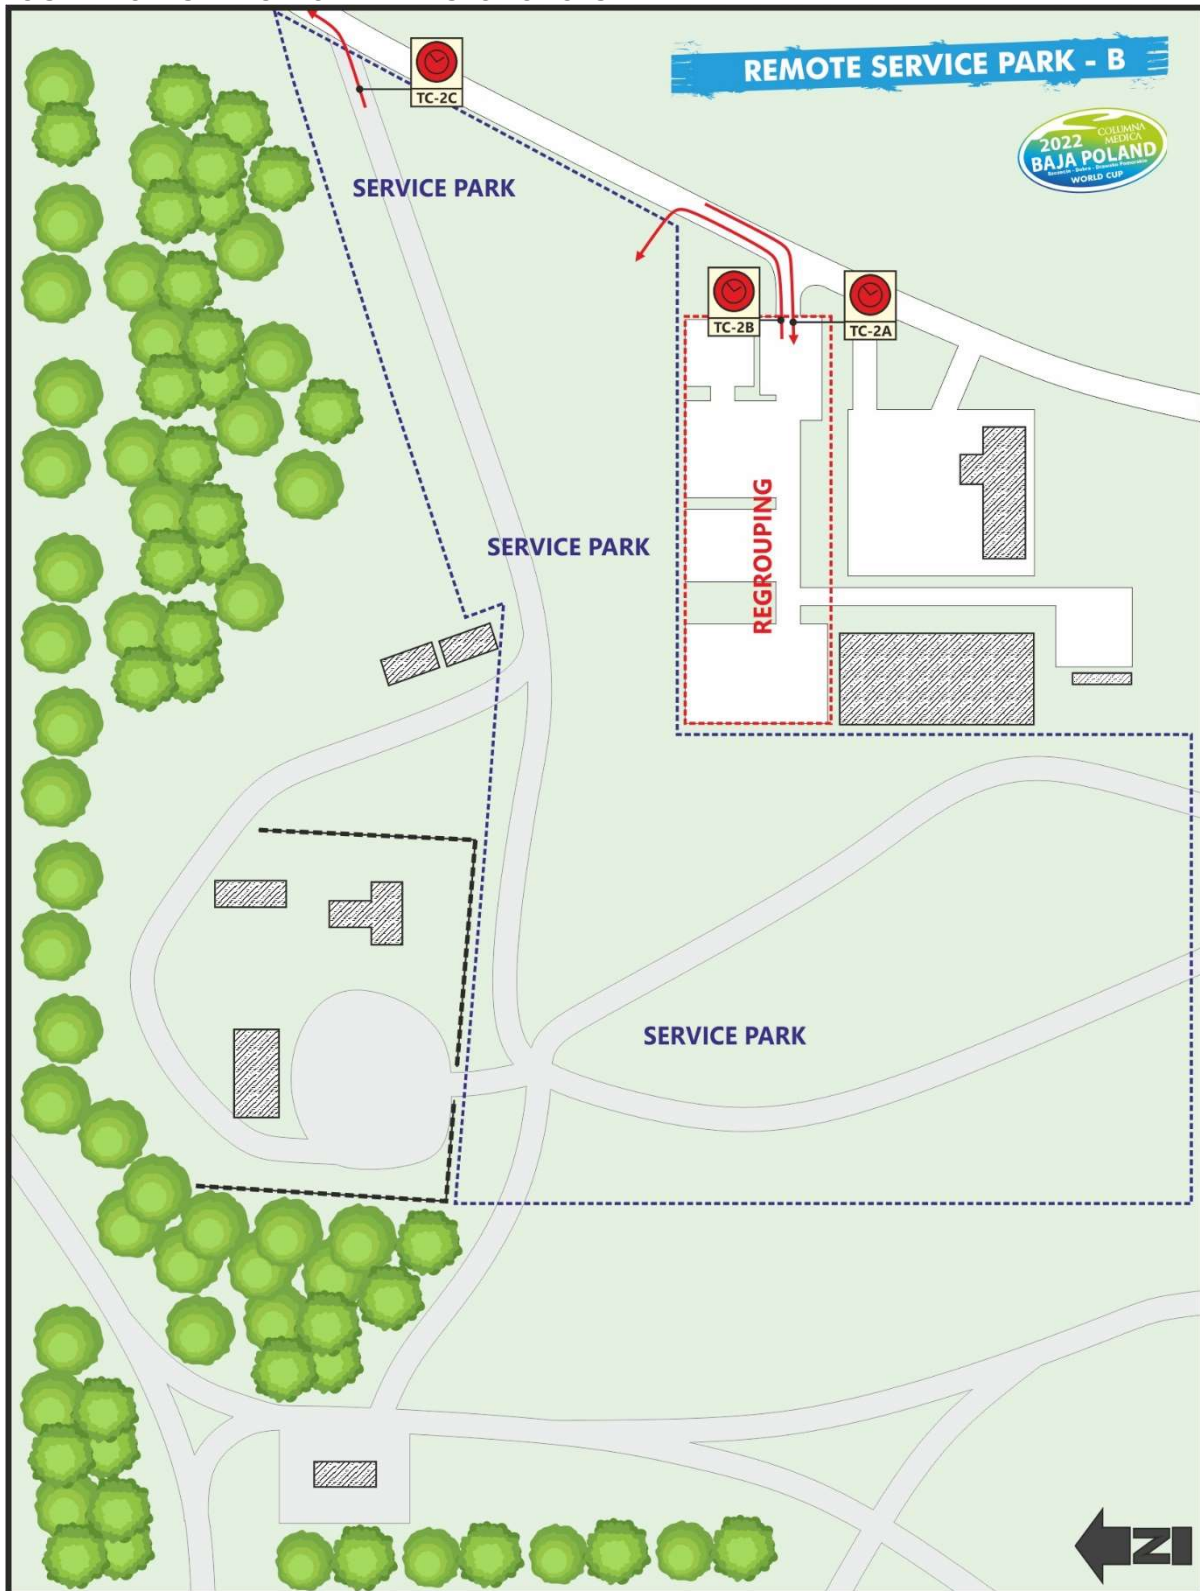 REMOTE SERVICE PARK - B
TC-2C
2022
COLUMNA
MEDICA
BAJA POLAND
WORLD CUP
SERVICE PARK
TC-2B
TC-2A
REGROUPING
SERVICE PARK
SERVICE PARK
N